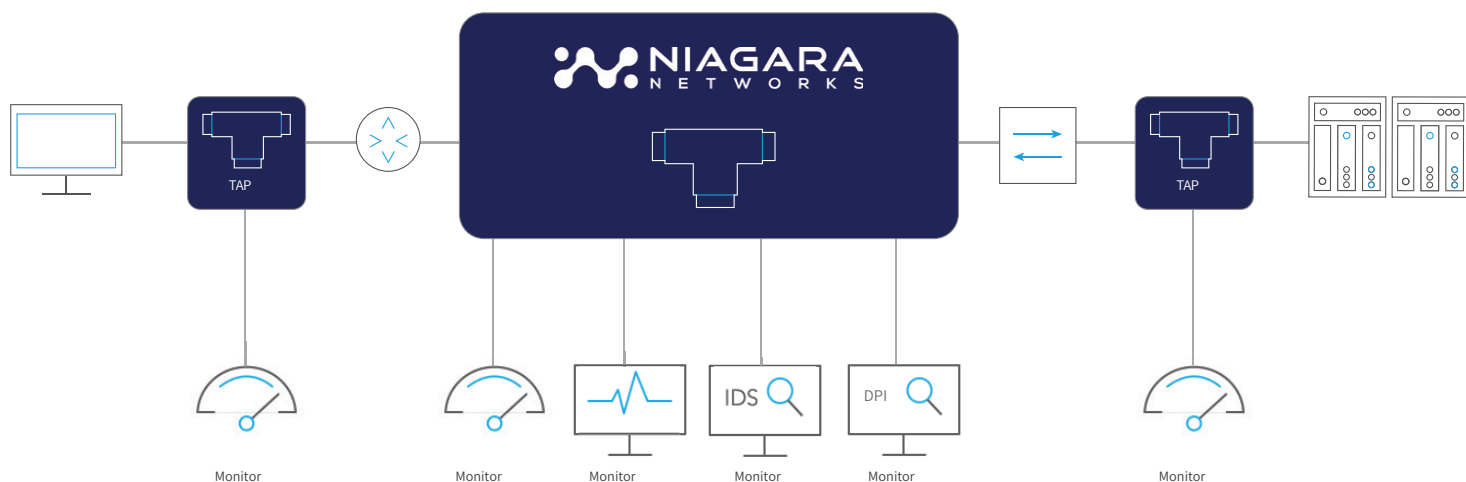 NIAGARA
NETWORKS
TAP
TAP
IDS
DPI
Monitor
Monitor
Monitor
Monitor
Monitor
Monitor